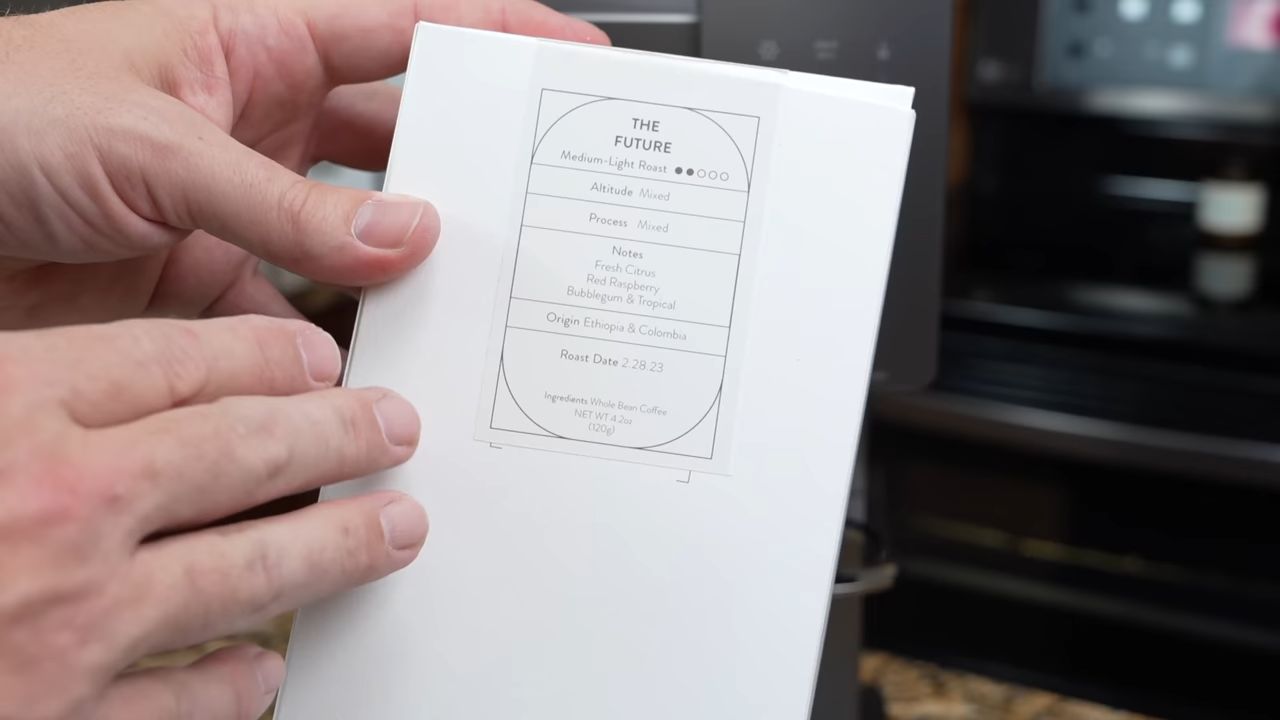 THE
FUTURE
Medium-Light Roast
Altitude Mixed
Process Mixed
Notes
Fresh Citrus
Red Raspberry
Bubblegum & Tropical
Origin Ethiopia & Colombia
Roast Date 2.28.23
Ingredients Whole Bean Coffee
NET WT 4.2oz
(120g)